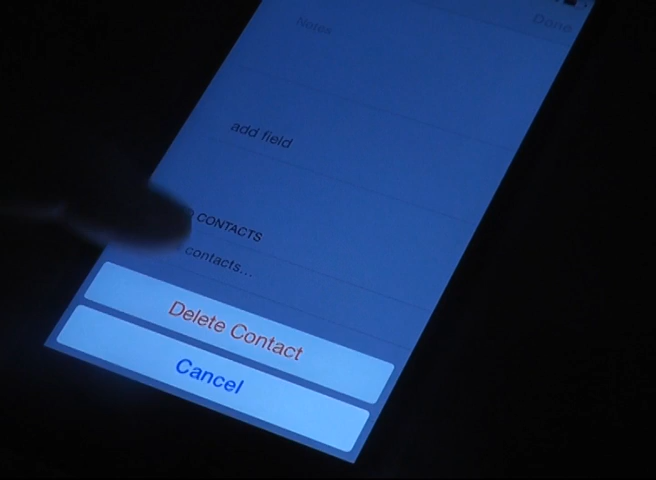 Done
Notes
add field
CONTACTS
contacts...
Delete Contact
Cancel